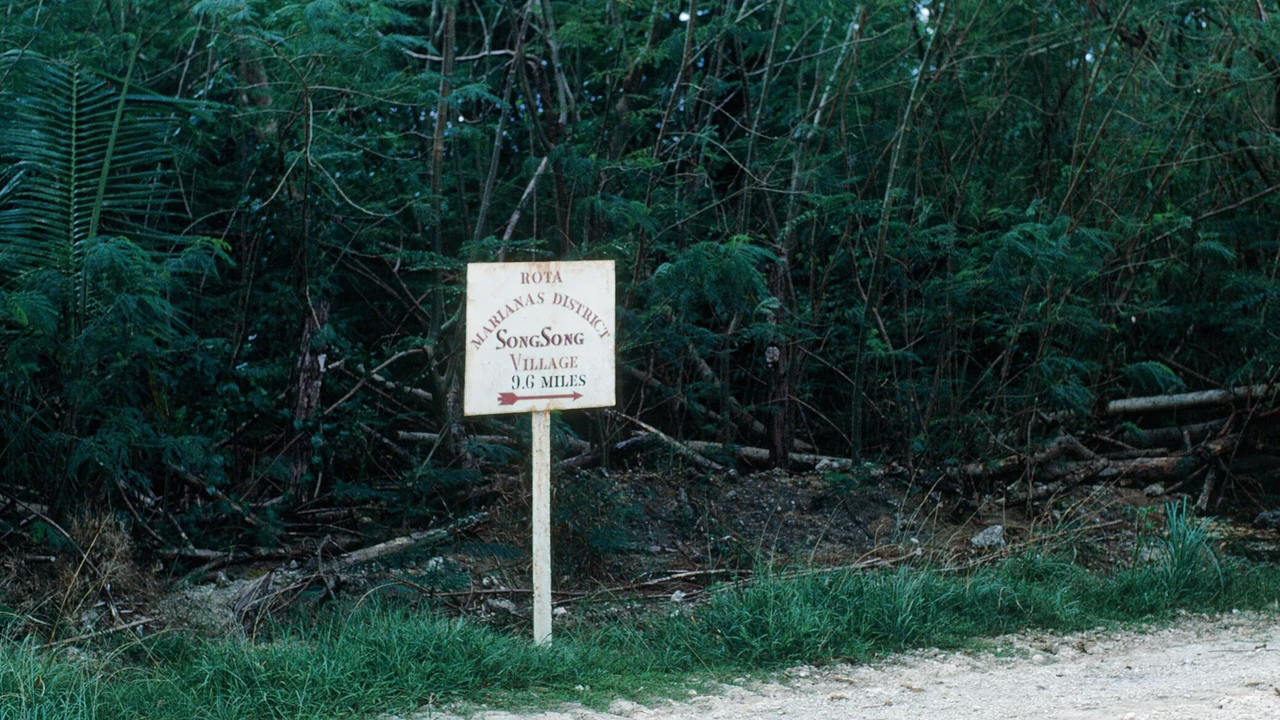 ROTA
MARIANAS DISTRICT
SONGSONG
VILLAGE
9.6 MILES